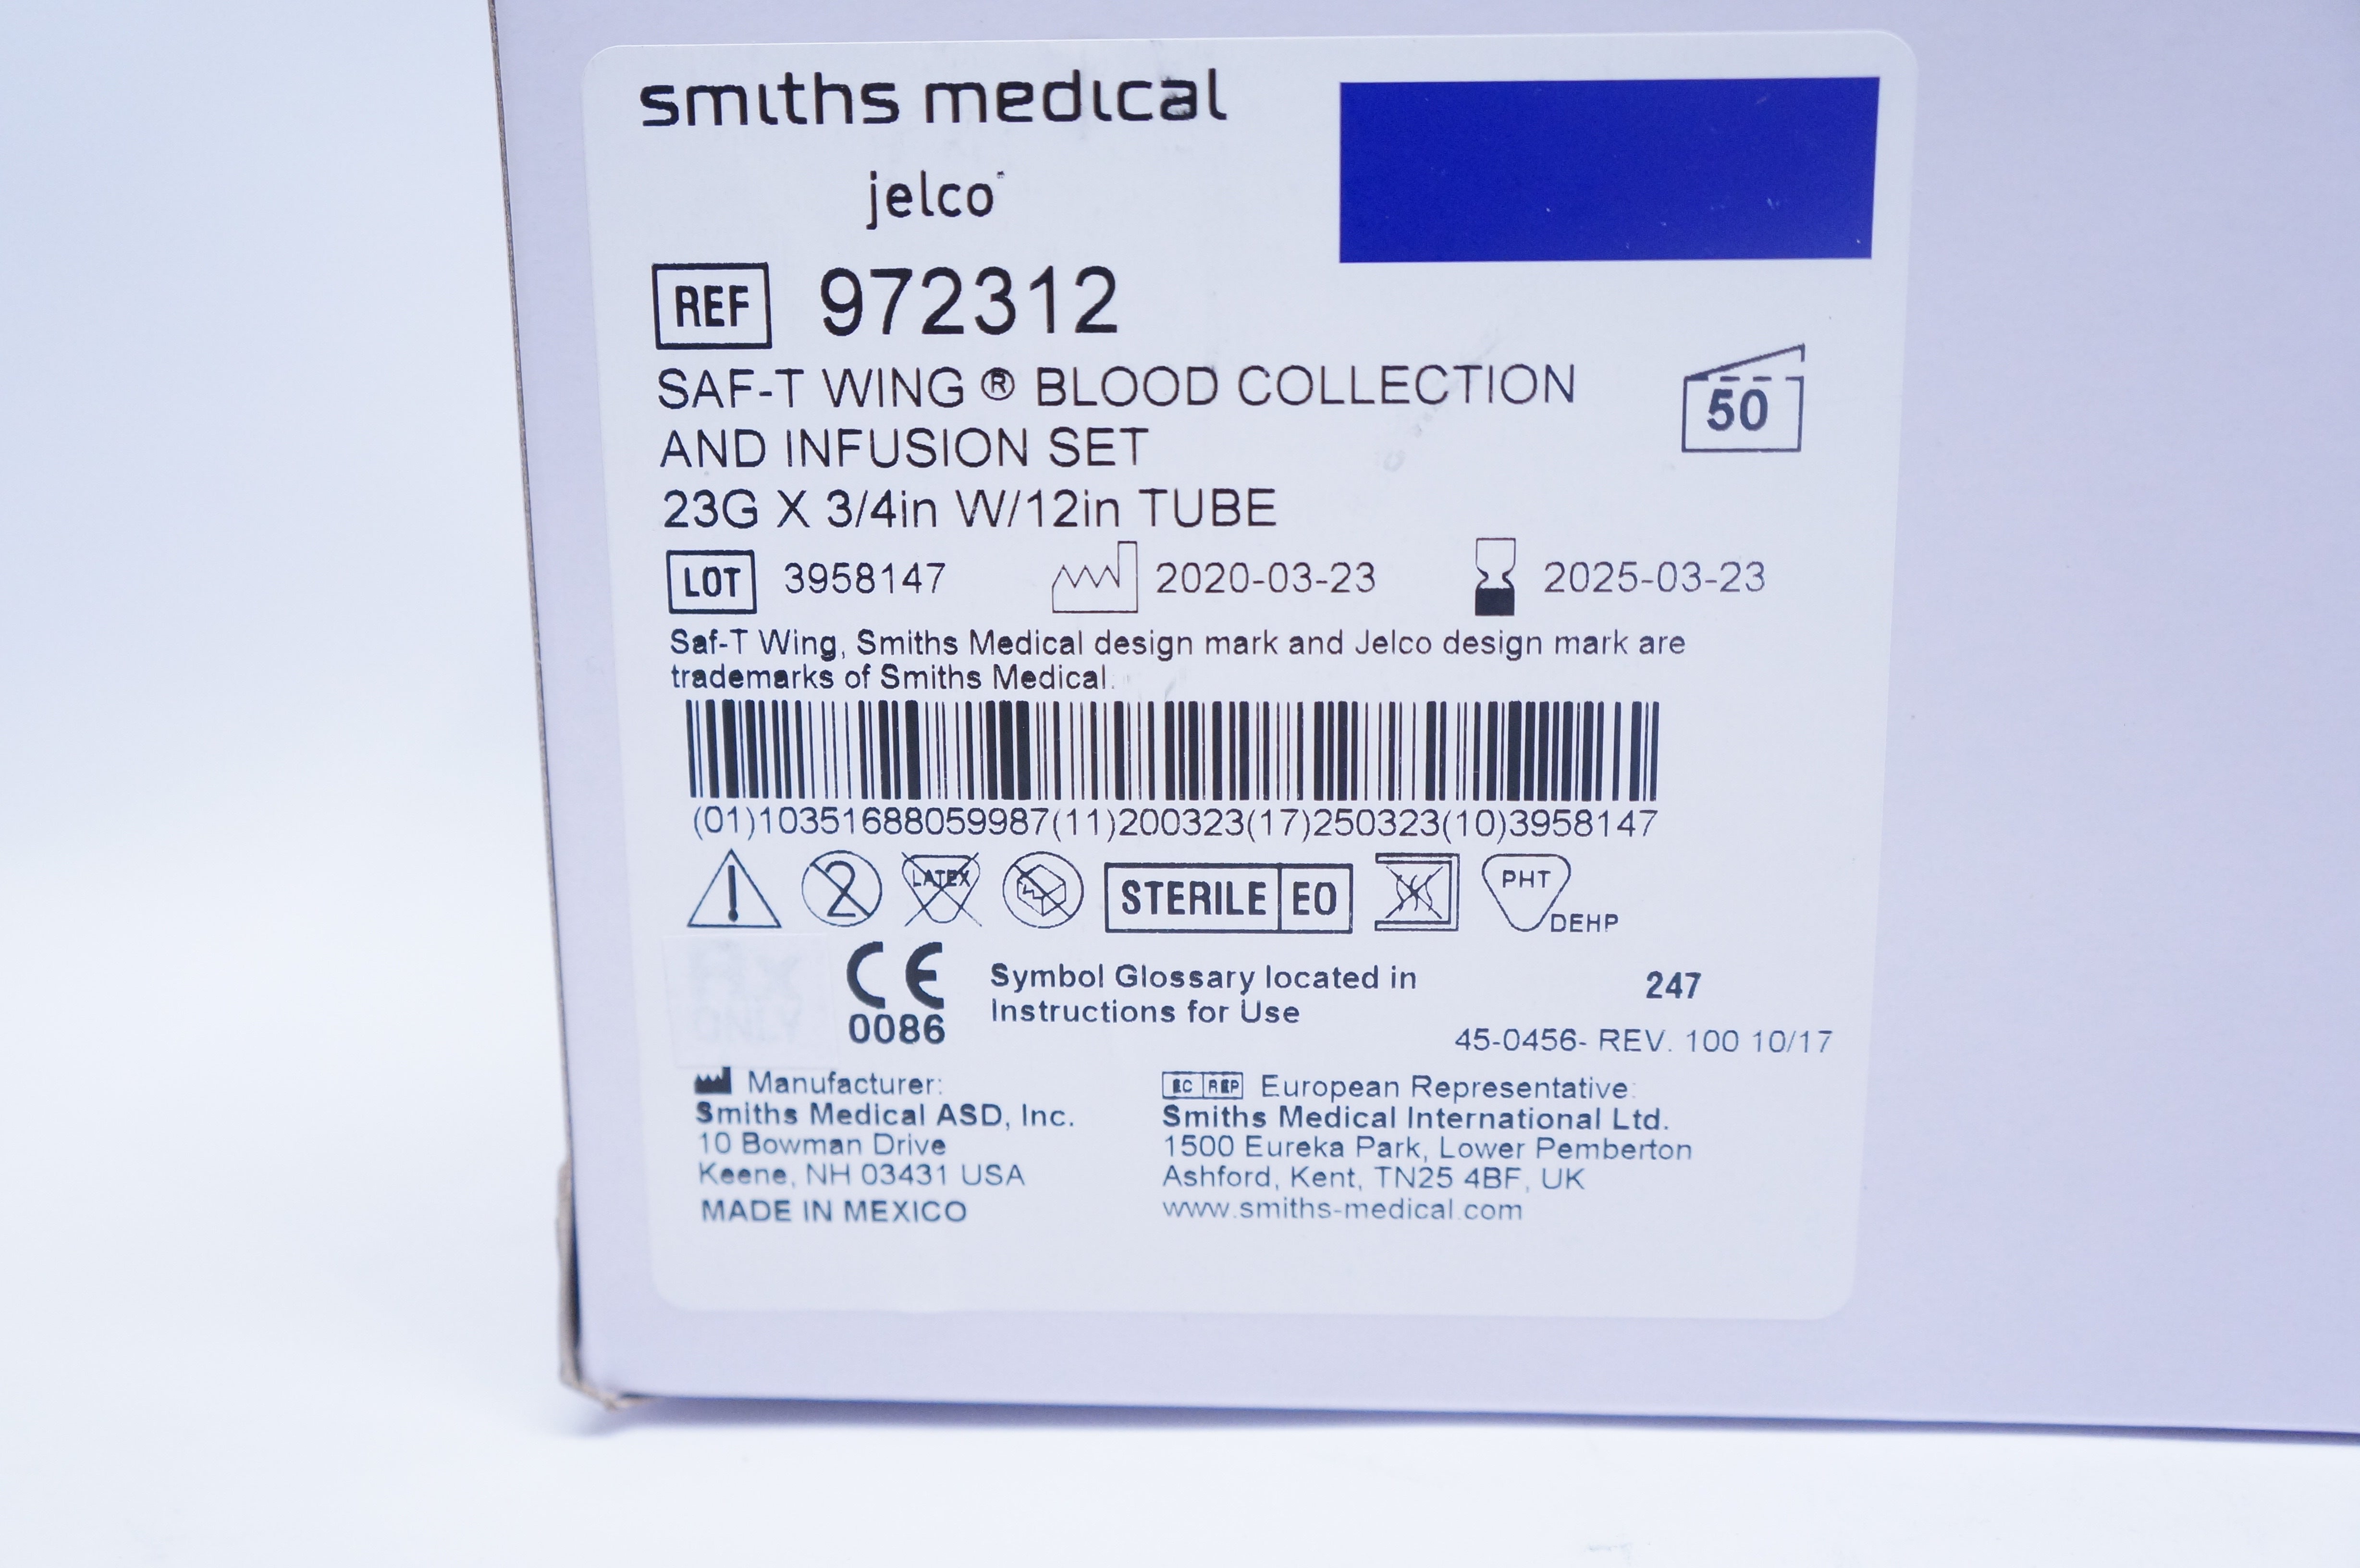 smiths medical
jelco
REF 972312
SAF-T WING ® BLOOD COLLECTION
AND INFUSION SET
50
23G X 3/4in W/12in TUBE
LOT 3958147 2020-03-23 2025-03-23
Saf-T Wing, Smiths Medical design mark and Jelco design mark are
trademarks of Smiths Medical.
(01)10351688059987(11)200323(17)250323(10)3958147
2 LATEX STERILE EO PHT DEHP
Rx
ONLY
CE
0086
Symbol Glossary located in
Instructions for Use
247
45-0456- REV. 100 10/17
Manufacturer:
Smiths Medical ASD, Inc.
10 Bowman Drive
Keene, NH 03431 USA
MADE IN MEXICO
EC REP European Representative:
Smiths Medical International Ltd.
1500 Eureka Park, Lower Pemberton
Ashford, Kent, TN25 4BF, UK
www.smiths-medical.com